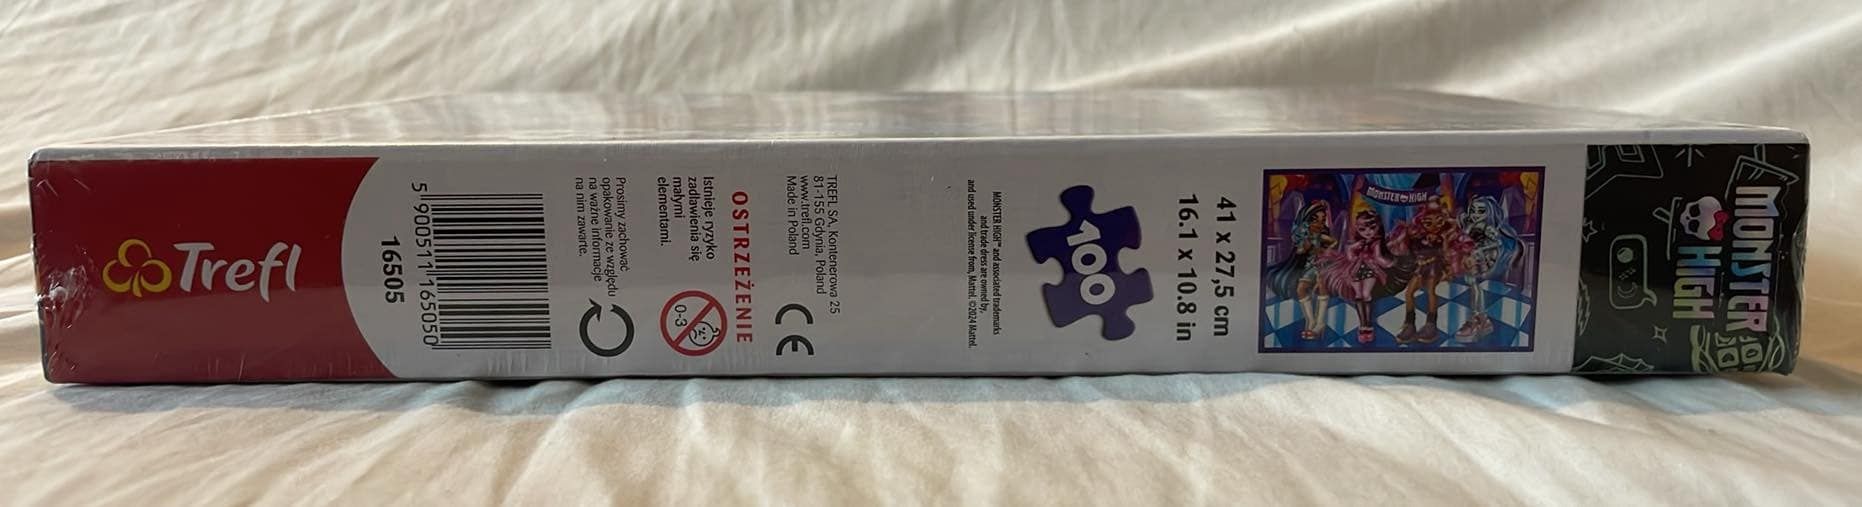 Trefl
5 900511 165050
16505
Prosimy zachować
opakowanie ze względu
na ważne informacje
na nim zawarte.
OSTRZEŻENIE
Istnieje ryzyko
zadławienia się
małymi
elementami.
0-3
TREFL SA, Kontenerowa 25
81-155 Gdynia, Poland
www.trefl.com
Made in Poland
CE
MONSTER HIGH™ and associated trademarks
and trade dress are owned by,
and used under license from, Mattel. ©2024 Mattel.
100
41 x 27,5 cm
16.1 x 10.8 in
MONSTER HIGH
MONSTER
HIGH